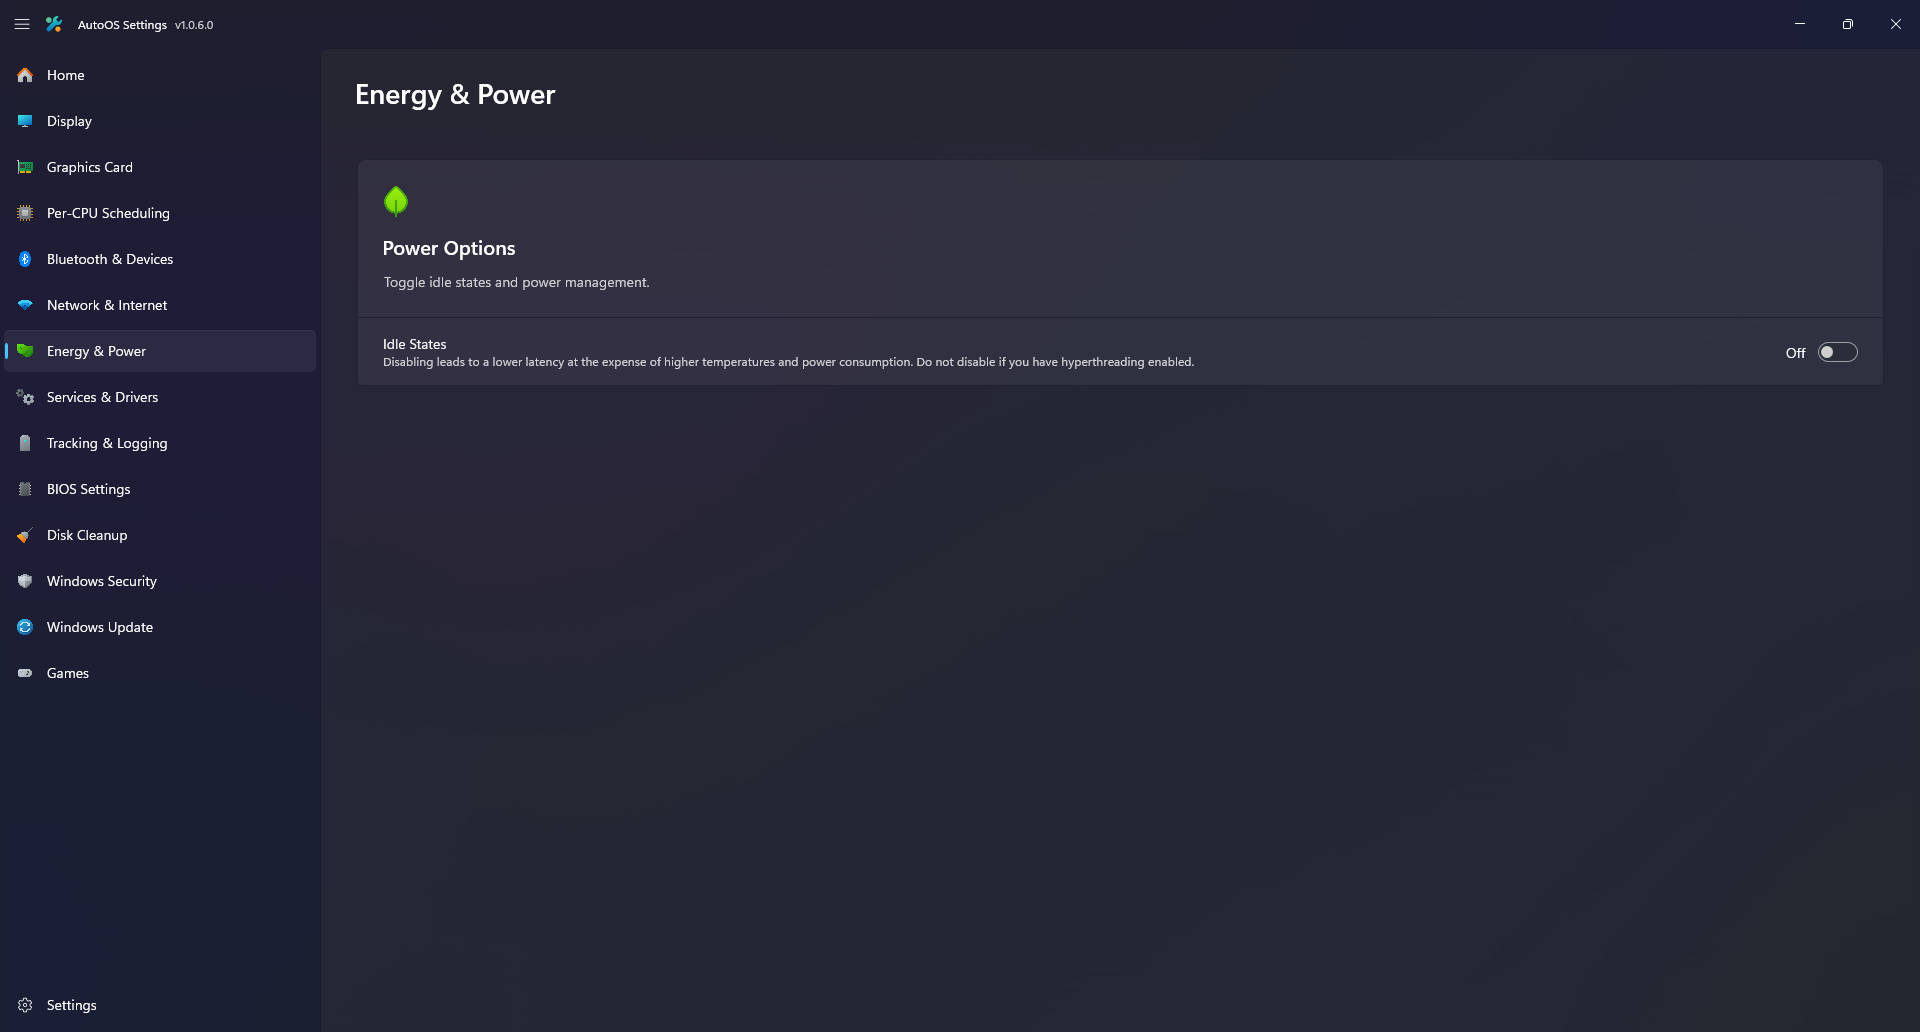 AutoOS Settings v1.0.6.0
Home
Display
Graphics Card
Per-CPU Scheduling
Bluetooth & Devices
Network & Internet
Energy & Power
Services & Drivers
Tracking & Logging
BIOS Settings
Disk Cleanup
Windows Security
Windows Update
Games
Settings
Energy & Power
Power Options
Toggle idle states and power management.
Idle States
Disabling leads to a lower latency at the expense of higher temperatures and power consumption. Do not disable if you have hyperthreading enabled.
Off